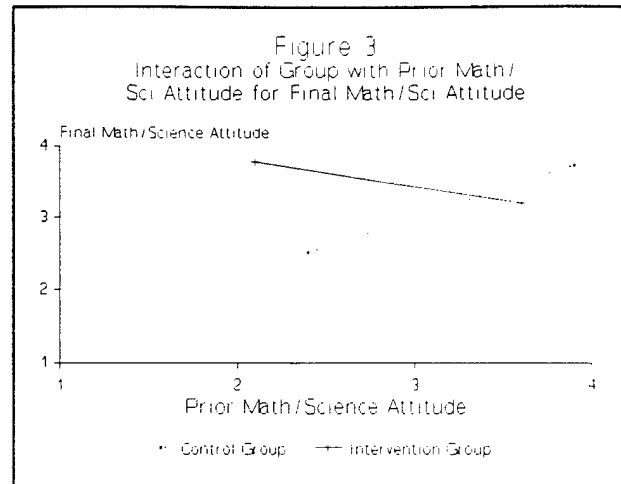 Figure 3
Interaction of Group with Prior Math/
Sci Attitude for Final Math/Sci Attitude
Final Math/Science Attitude
4
3
2
1
1 2 3 4
Prior Math/Science Attitude
Control Group Intervention Group